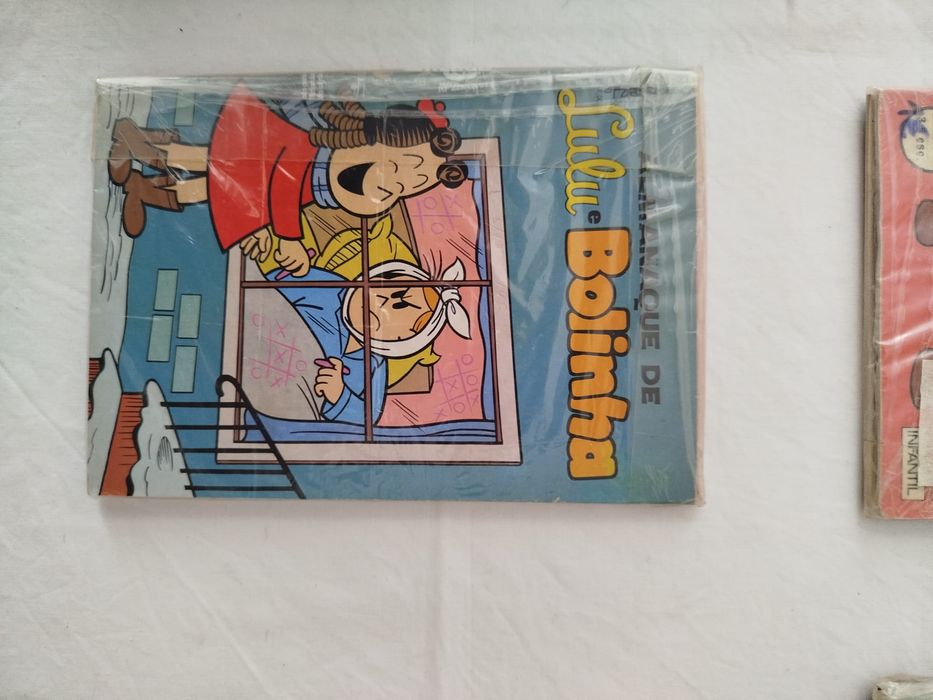 ALMANAQUE DE
Lulu e Bolinha
INFANTIL